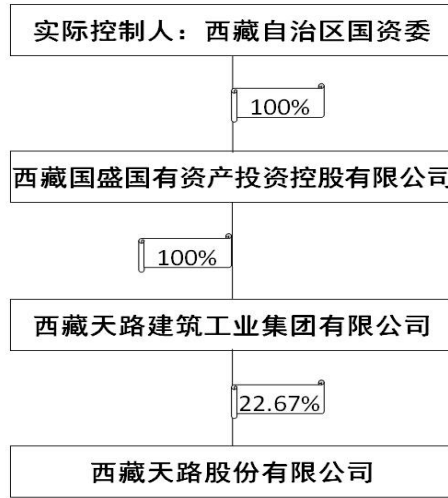 实际控制人：西藏自治区国资委
100%
西藏国盛国有资产投资控股有限公司
100%
西藏天路建筑工业集团有限公司
22.67%
西藏天路股份有限公司